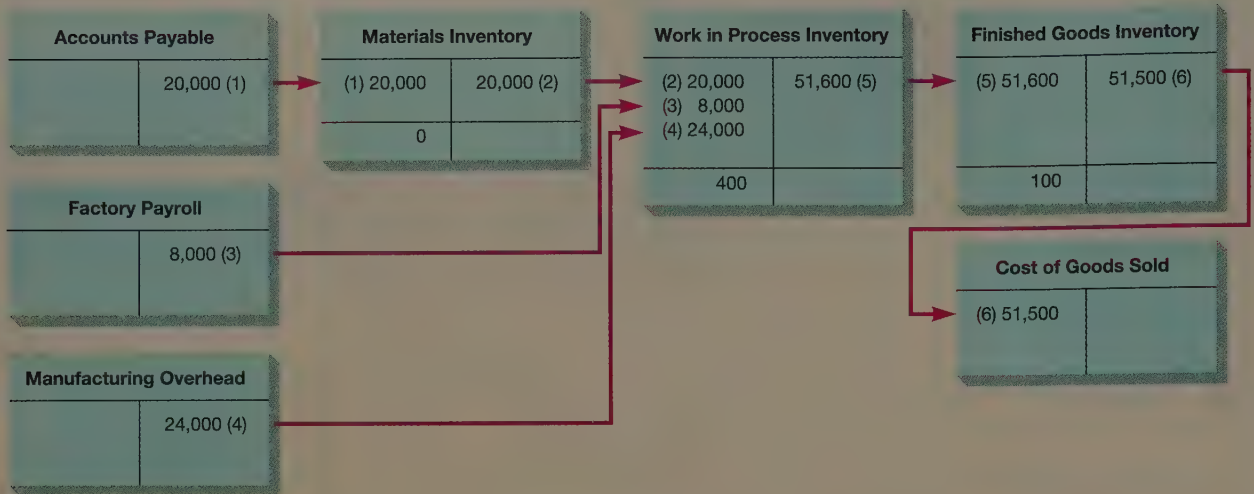 Accounts Payable
20,000 (1)
Materials Inventory
(1) 20,000 20,000 (2)
0
Work in Process Inventory
(2) 20,000 51,600 (5)
(3) 8,000
(4) 24,000
400
Finished Goods Inventory
(5) 51,600 51,500 (6)
100
Factory Payroll
8,000 (3)
Cost of Goods Sold
(6) 51,500
Manufacturing Overhead
24,000 (4)